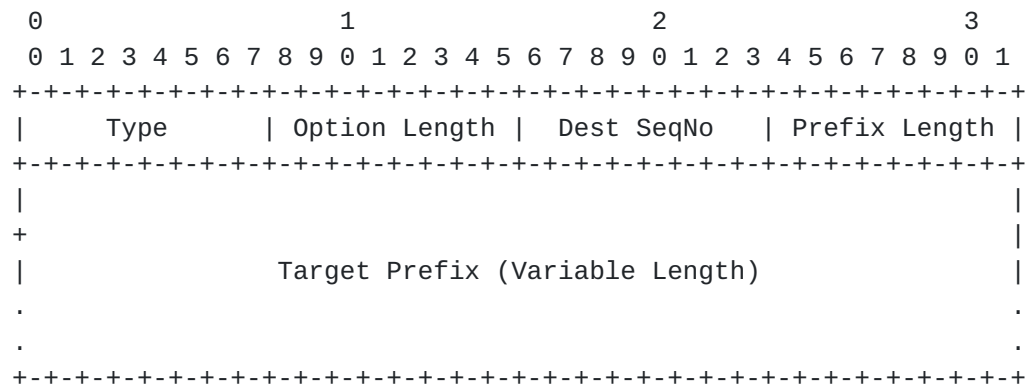 0                   1                   2                   3
0 1 2 3 4 5 6 7 8 9 0 1 2 3 4 5 6 7 8 9 0 1 2 3 4 5 6 7 8 9 0 1
+-+-+-+-+-+-+-+-+-+-+-+-+-+-+-+-+-+-+-+-+-+-+-+-+-+-+-+-+-+-+-+-+
|     Type      | Option Length |  Dest SeqNo   | Prefix Length |
+-+-+-+-+-+-+-+-+-+-+-+-+-+-+-+-+-+-+-+-+-+-+-+-+-+-+-+-+-+-+-+-+
|                                                               |
+                                                               |
|                Target Prefix (Variable Length)                |
.                                                               .
.                                                               .
+-+-+-+-+-+-+-+-+-+-+-+-+-+-+-+-+-+-+-+-+-+-+-+-+-+-+-+-+-+-+-+-+